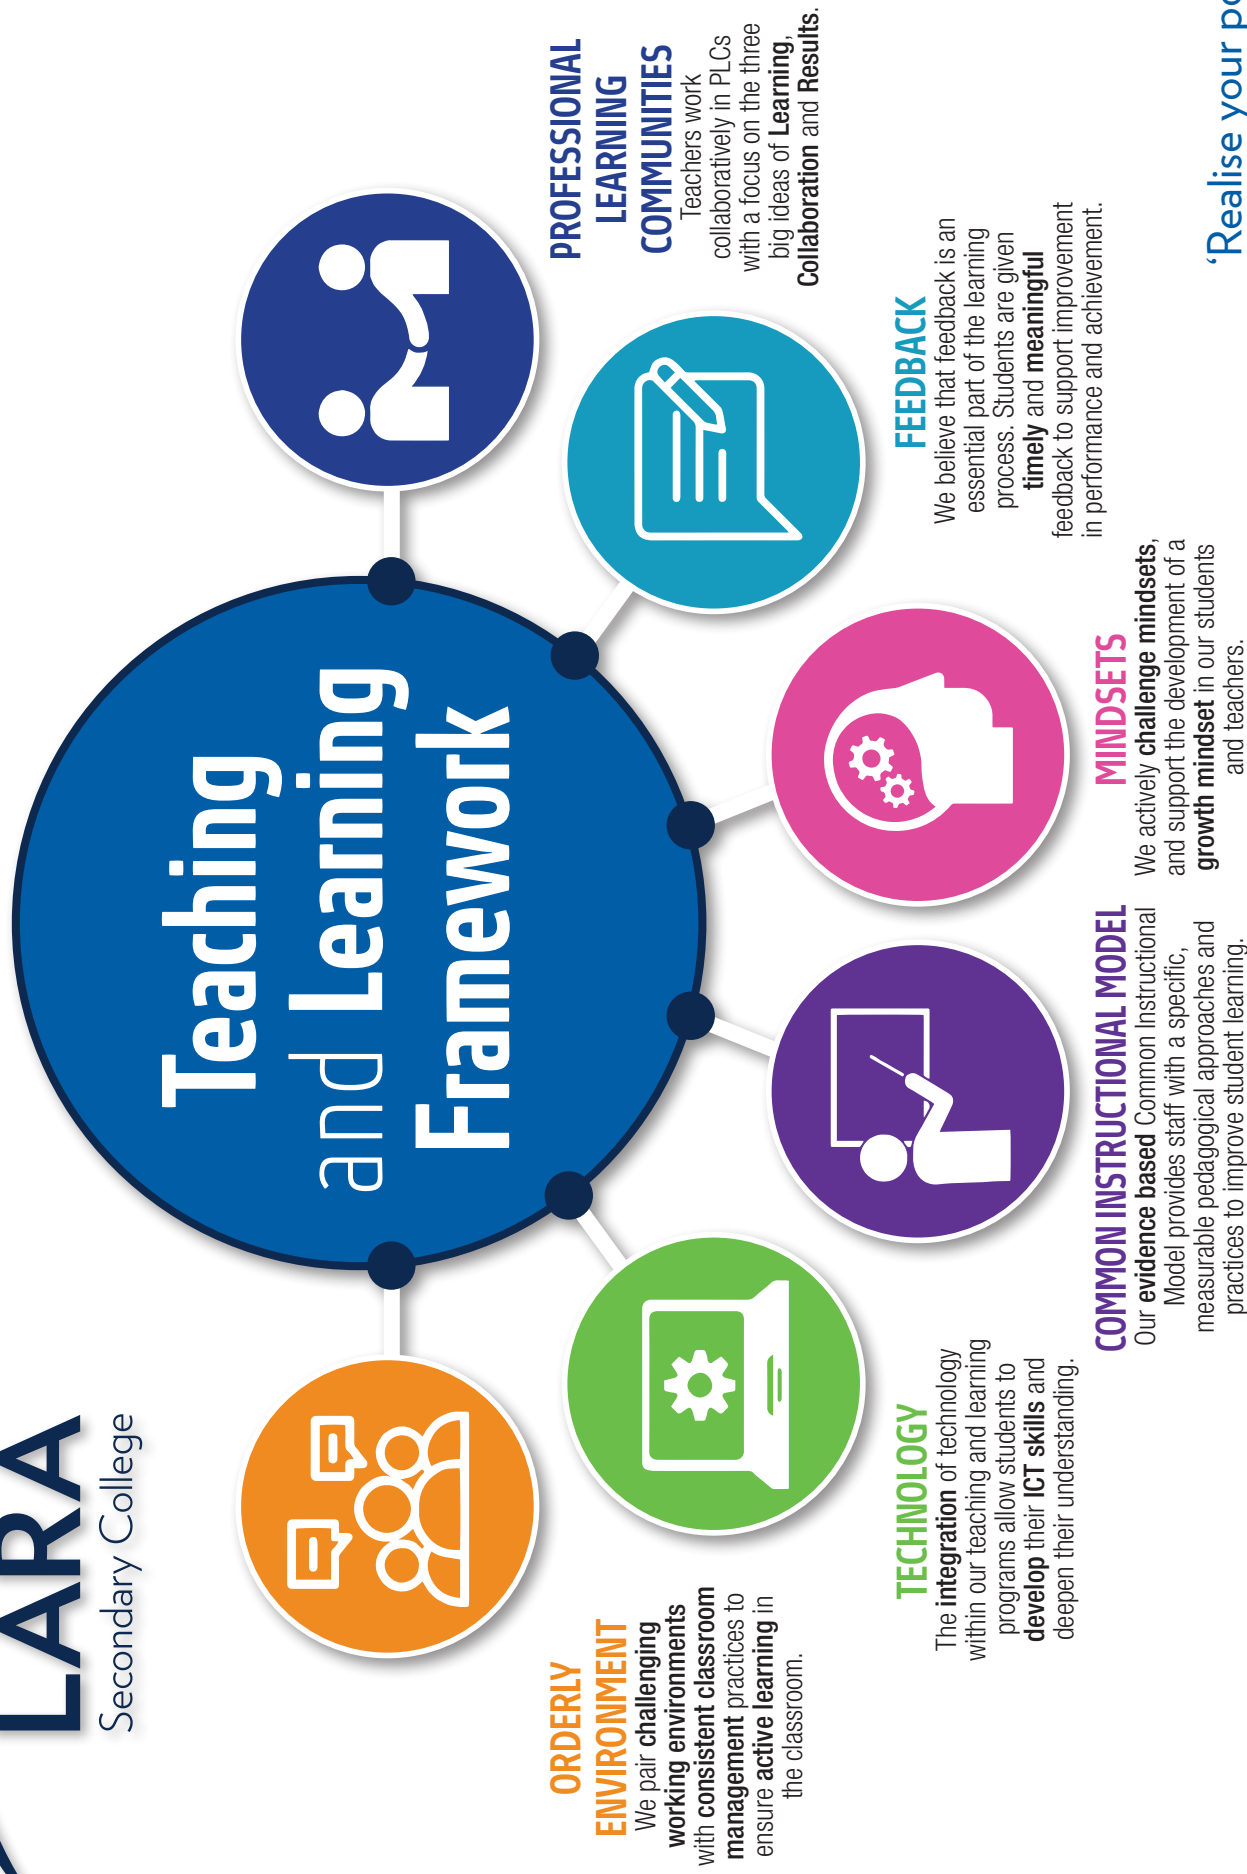 LARA
Secondary College
Teaching
and Learning
Framework
ORDERLY
ENVIRONMENT
We pair challenging
working environments
with consistent classroom
management practices to
ensure active learning in
the classroom.
TECHNOLOGY
The integration of technology
within our teaching and learning
programs allow students to
develop their ICT skills and
deepen their understanding.
COMMON INSTRUCTIONAL MODEL
Our evidence based Common Instructional
Model provides staff with a specific,
measurable pedagogical approaches and
practices to improve student learning.
MINDSETS
We actively challenge mindsets,
and support the development of a
growth mindset in our students
and teachers.
FEEDBACK
We believe that feedback is an
essential part of the learning
process. Students are given
timely and meaningful
feedback to support improvement
in performance and achievement.
PROFESSIONAL
LEARNING
COMMUNITIES
Teachers work
collaboratively in PLCs
with a focus on the three
big ideas of Learning,
Collaboration and Results.
‘Realise your